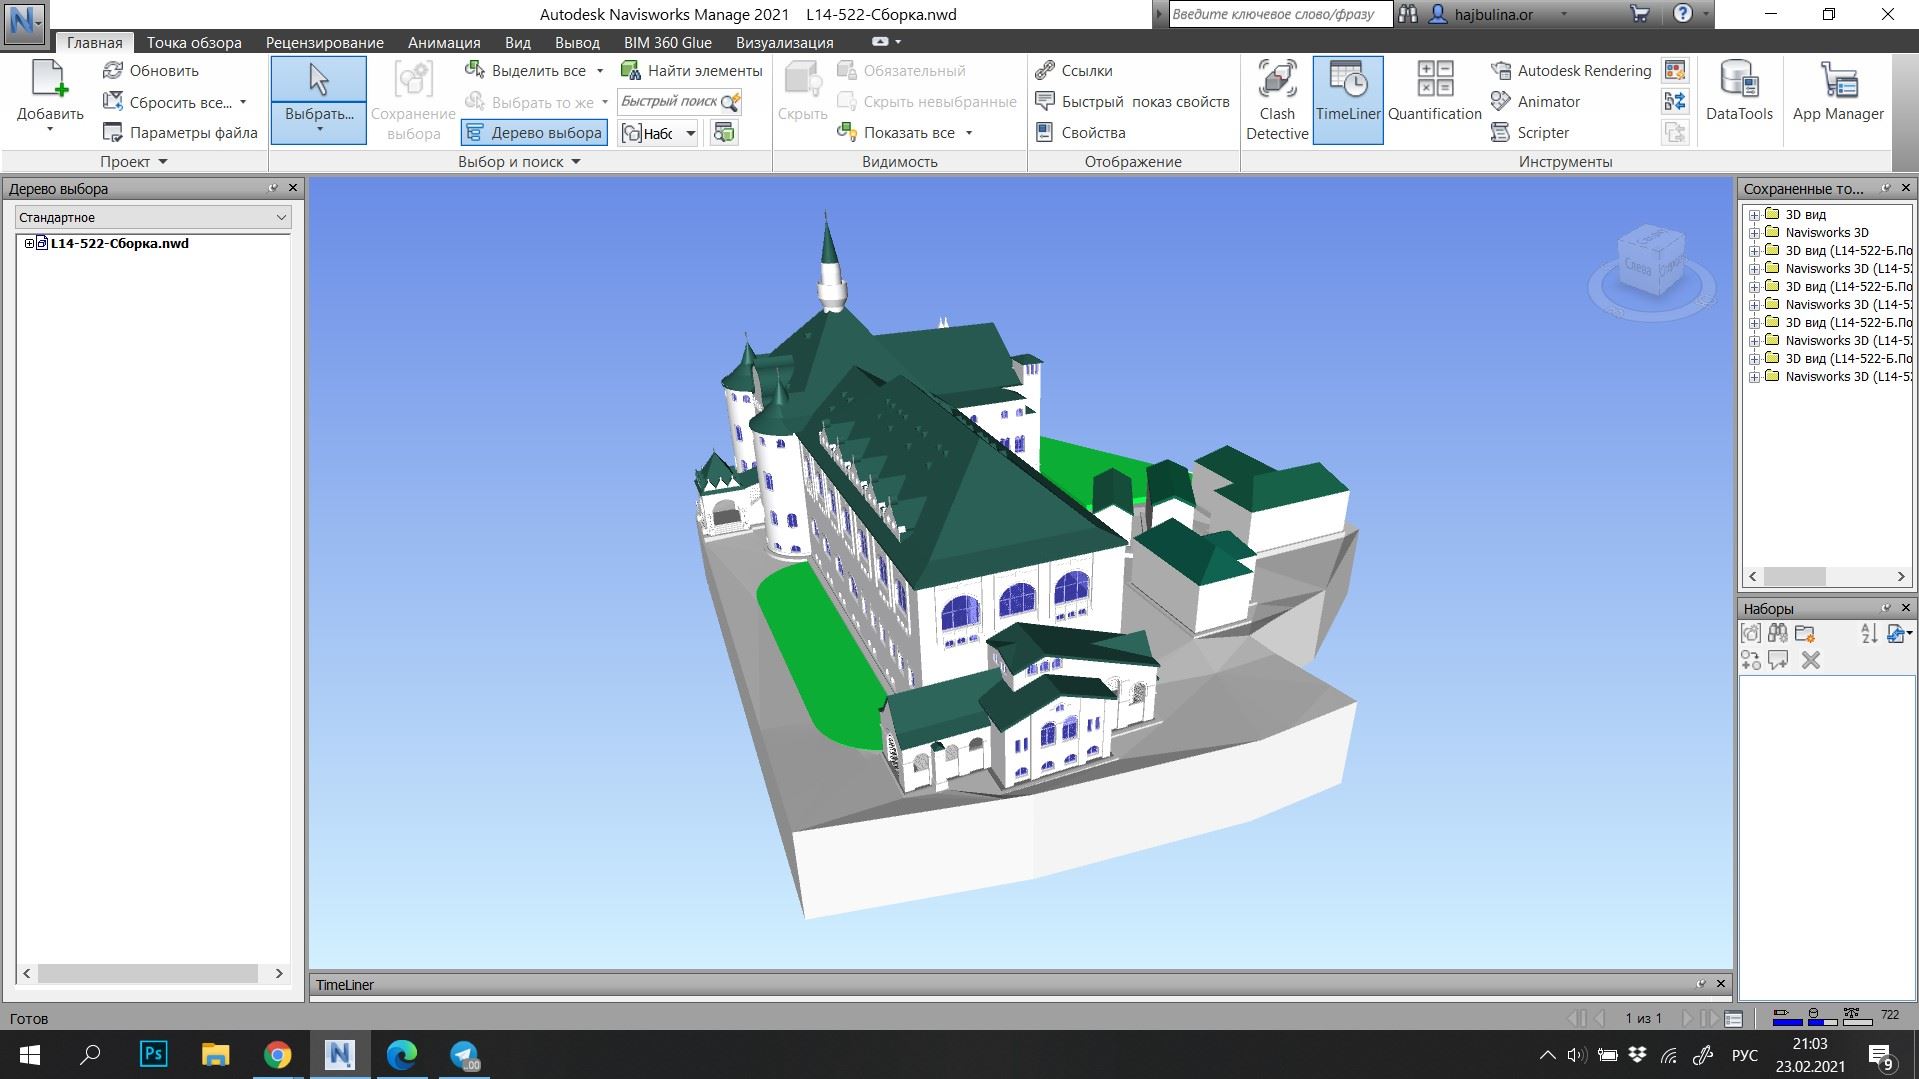 Autodesk Navisworks Manage 2021 L14-522-Сборка.nwd
Введите ключевое слово/фразу
hajbulina.or
Главная Точка обзора Рецензирование Анимация Вид Вывод BIM 360 Glue Визуализация
Добавить
Обновить
Сбросить все...
Параметры файла
Проект
Выбрать...
Сохранение
выбора
Выделить все
Выбрать то же
Дерево выбора
Найти элементы
Быстрый поиск
Выбор и поиск
Скрыть
Обязательный
Скрыть невыбранные
Показать все
Видимость
Ссылки
Быстрый показ свойств
Свойства
Отображение
Clash
Detective
TimeLiner
Quantification
Autodesk Rendering
Animator
Scripter
Инструменты
DataTools
App Manager
Дерево выбора
Стандартное
L14-522-Сборка.nwd
Слева
Сохраненные то...
3D вид
Navisworks 3D
3D вид (L14-522-Б.По
Navisworks 3D (L14-52
3D вид (L14-522-Б.По
Navisworks 3D (L14-52
3D вид (L14-522-Б.По
Navisworks 3D (L14-52
3D вид (L14-522-Б.По
Navisworks 3D (L14-52
Наборы
TimeLiner
Готов
1 из 1
722
Ps
РУС
21:03
23.02.2021
9